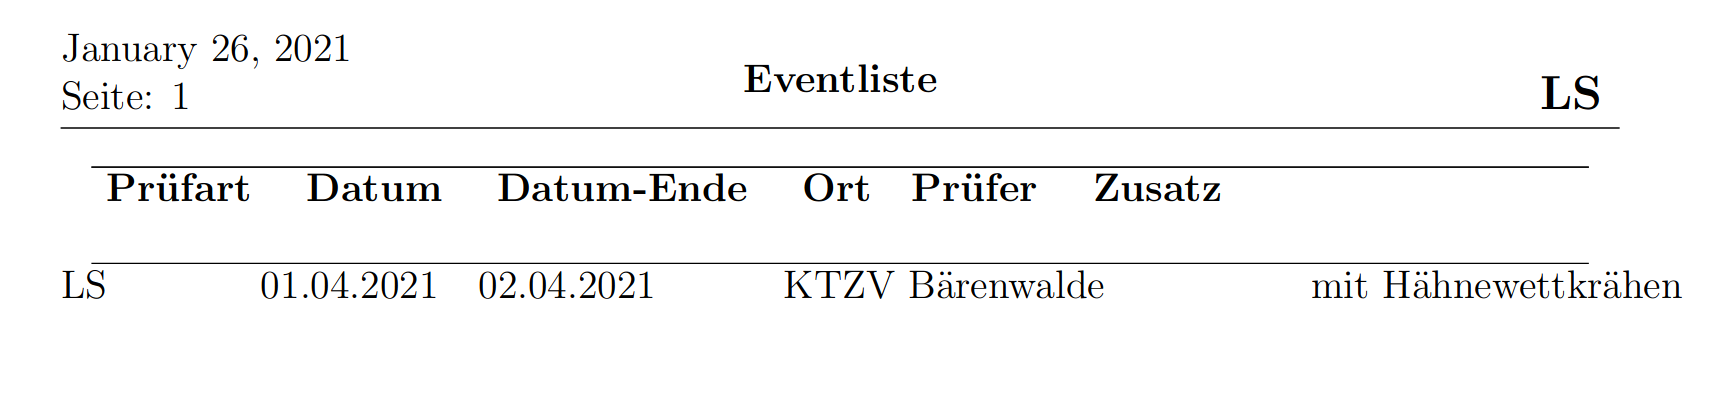 January 26, 2021
Seite: 1
Eventliste
LS
Prüfart Datum Datum-Ende Ort Prüfer Zusatz
LS 01.04.2021 02.04.2021 KTZV Bärenwalde mit Hähnewettkrähen